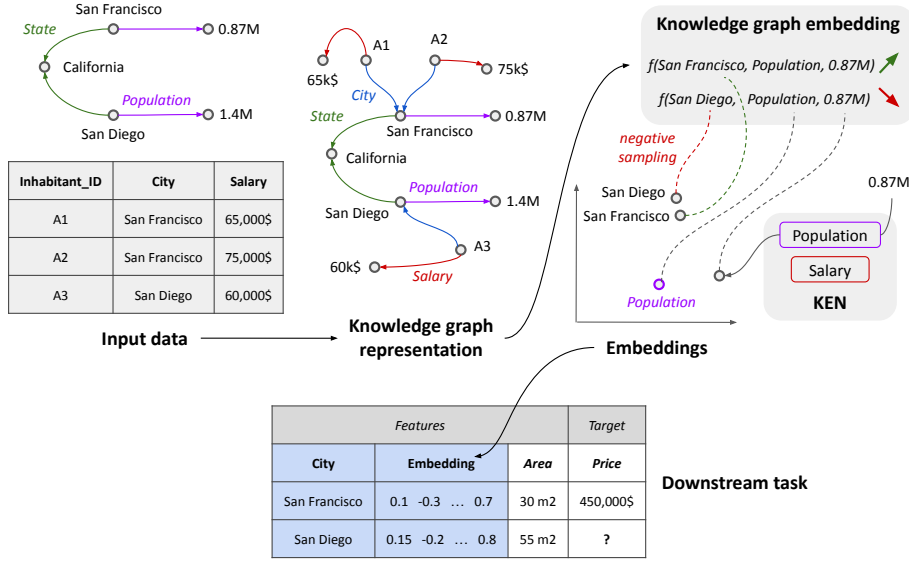 San Francisco
State
0.87M
California
Population
1.4M
San Diego
Inhabitant_ID City Salary
A1 San Francisco 65,000$
A2 San Francisco 75,000$
A3 San Diego 60,000$
Input data
A1
A2
65k$
75k$
City
State
San Francisco
0.87M
California
Population
San Diego
1.4M
A3
60k$
Salary
Knowledge graph
representation
Knowledge graph embedding
f(San Francisco, Population, 0.87M)
f(San Diego, Population, 0.87M)
negative
sampling
San Diego
San Francisco
0.87M
Population
Salary
KEN
Population
Embeddings
Features Target
City Embedding Area Price
San Francisco 0.1 -0.3 … 0.7 30 m2 450,000$
San Diego 0.15 -0.2 … 0.8 55 m2 ?
Downstream task